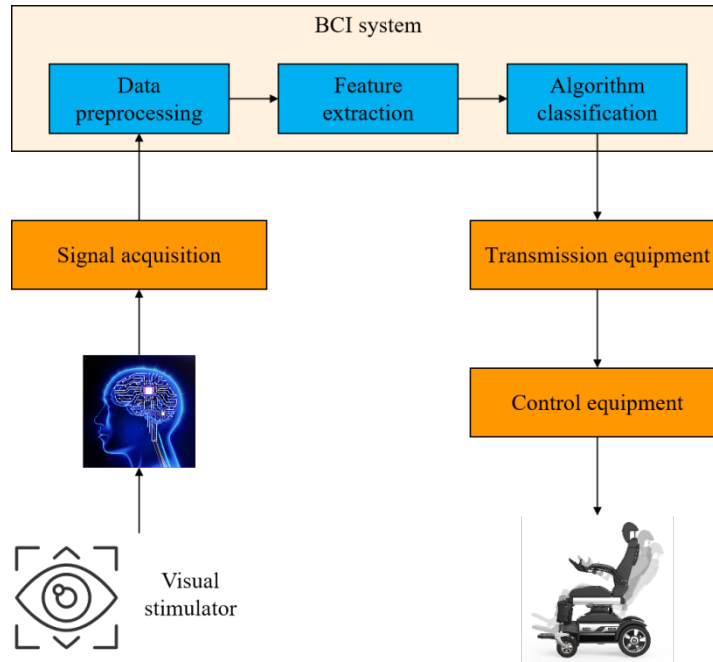 BCI system
Data
preprocessing
Feature
extraction
Algorithm
classification
Signal acquisition
Transmission equipment
Control equipment
Visual
stimulator